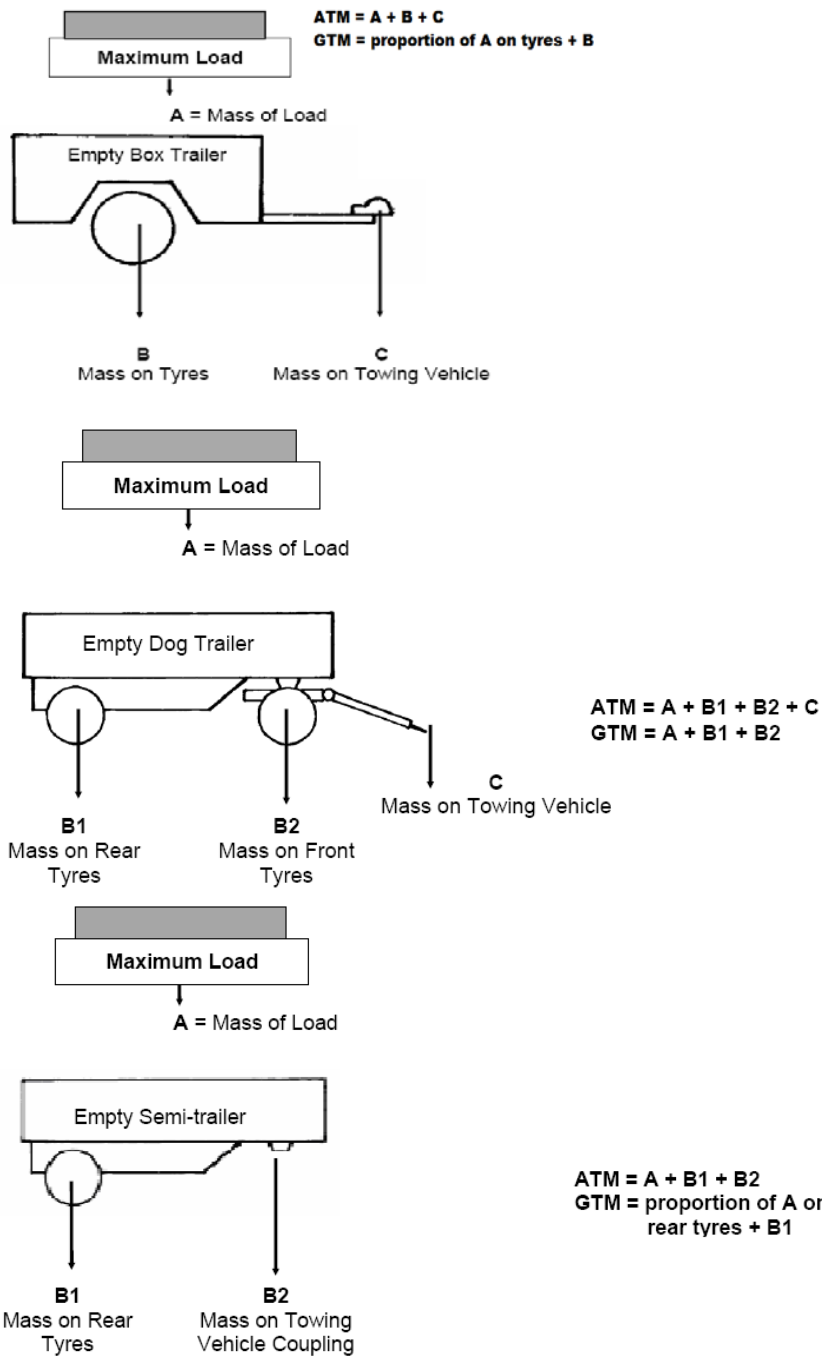 ATM = A + B + C
GTM = proportion of A on tyres + B
Maximum Load
A = Mass of Load
Empty Box Trailer
B
Mass on Tyres
C
Mass on Towing Vehicle
Maximum Load
A = Mass of Load
Empty Dog Trailer
ATM = A + B1 + B2 + C
GTM = A + B1 + B2
C
Mass on Towing Vehicle
B1
Mass on Rear
Tyres
B2
Mass on Front
Tyres
Maximum Load
A = Mass of Load
Empty Semi-trailer
ATM = A + B1 + B2
GTM = proportion of A or
rear tyres + B1
B1
Mass on Rear
Tyres
B2
Mass on Towing
Vehicle Coupling